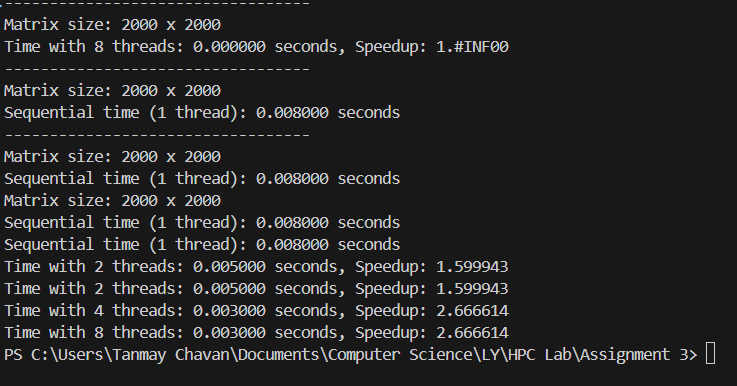 ----------------------------------
Matrix size: 2000 x 2000
Time with 8 threads: 0.000000 seconds, Speedup: 1.#INF00
----------------------------------
Matrix size: 2000 x 2000
Sequential time (1 thread): 0.008000 seconds
----------------------------------
Matrix size: 2000 x 2000
Sequential time (1 thread): 0.008000 seconds
Matrix size: 2000 x 2000
Sequential time (1 thread): 0.008000 seconds
Sequential time (1 thread): 0.008000 seconds
Time with 2 threads: 0.005000 seconds, Speedup: 1.599943
Time with 2 threads: 0.005000 seconds, Speedup: 1.599943
Time with 4 threads: 0.003000 seconds, Speedup: 2.666614
Time with 8 threads: 0.003000 seconds, Speedup: 2.666614
PS C:\Users\Tanmay Chavan\Documents\Computer Science\LY\HPC Lab\Assignment 3>